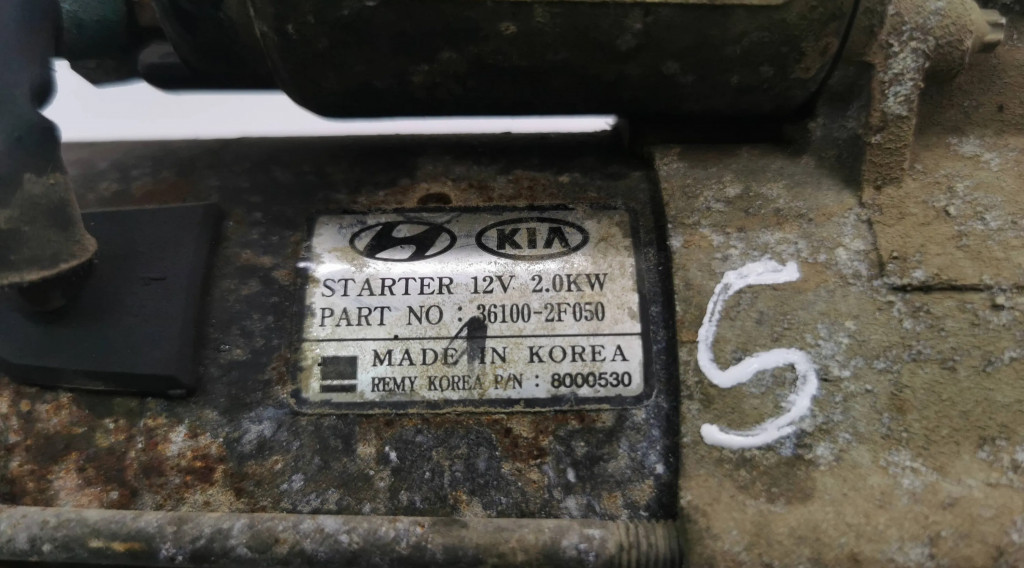 KIA
STARTER 12V 2.0KW
PART NO : 36100-2F050
MADE IN KOREA
REMY KOREA P/N : 8000530
5